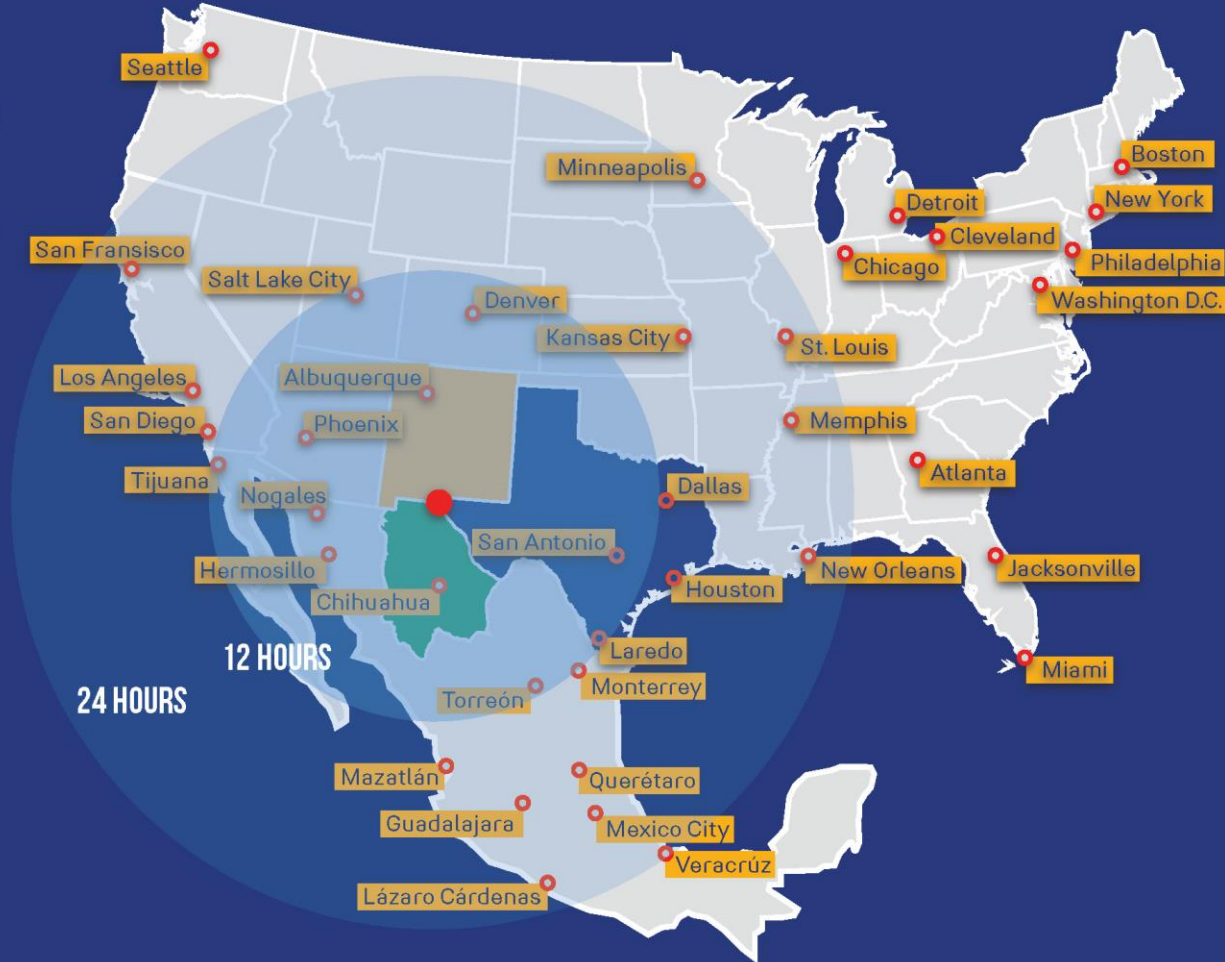 Seattle
Boston
Minneapolis
Detroit
New York
Cleveland
San Fransisco
Chicago
Philadelphia
Salt Lake City
Denver
Washington D.C.
Kansas City
St. Louis
Los Angeles
Albuquerque
San Diego
Phoenix
Memphis
Tijuana
Nogales
Dallas
Atlanta
San Antonio
Hermosillo
New Orleans
Jacksonville
Chihuahua
Houston
12 HOURS
Laredo
Miami
24 HOURS
Torreón
Monterrey
Mazatlán
Querétaro
Guadalajara
Mexico City
Veracrúz
Lázaro Cárdenas